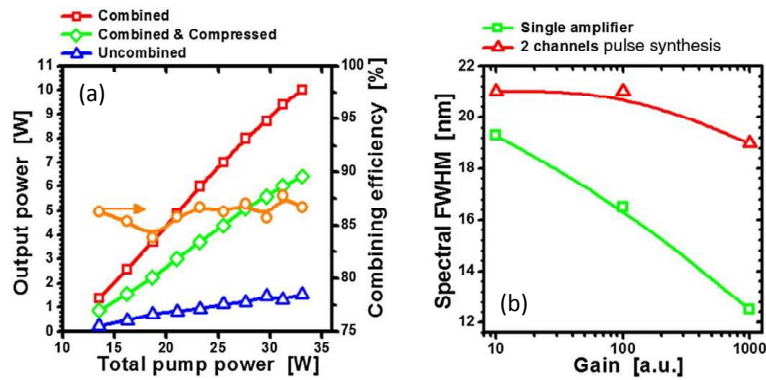 Combined
Combined & Compressed
Uncombined
(a)
Output power [W]
11
10
9
8
7
6
5
4
3
2
1
0
Combining efficiency [%]
100
95
90
85
80
75
10 15 20 25 30 35
Total pump power [W]
Single amplifier
2 channels pulse synthesis
(b)
Spectral FWHM [nm]
22
20
18
16
14
12
10 100 1000
Gain [a.u.]